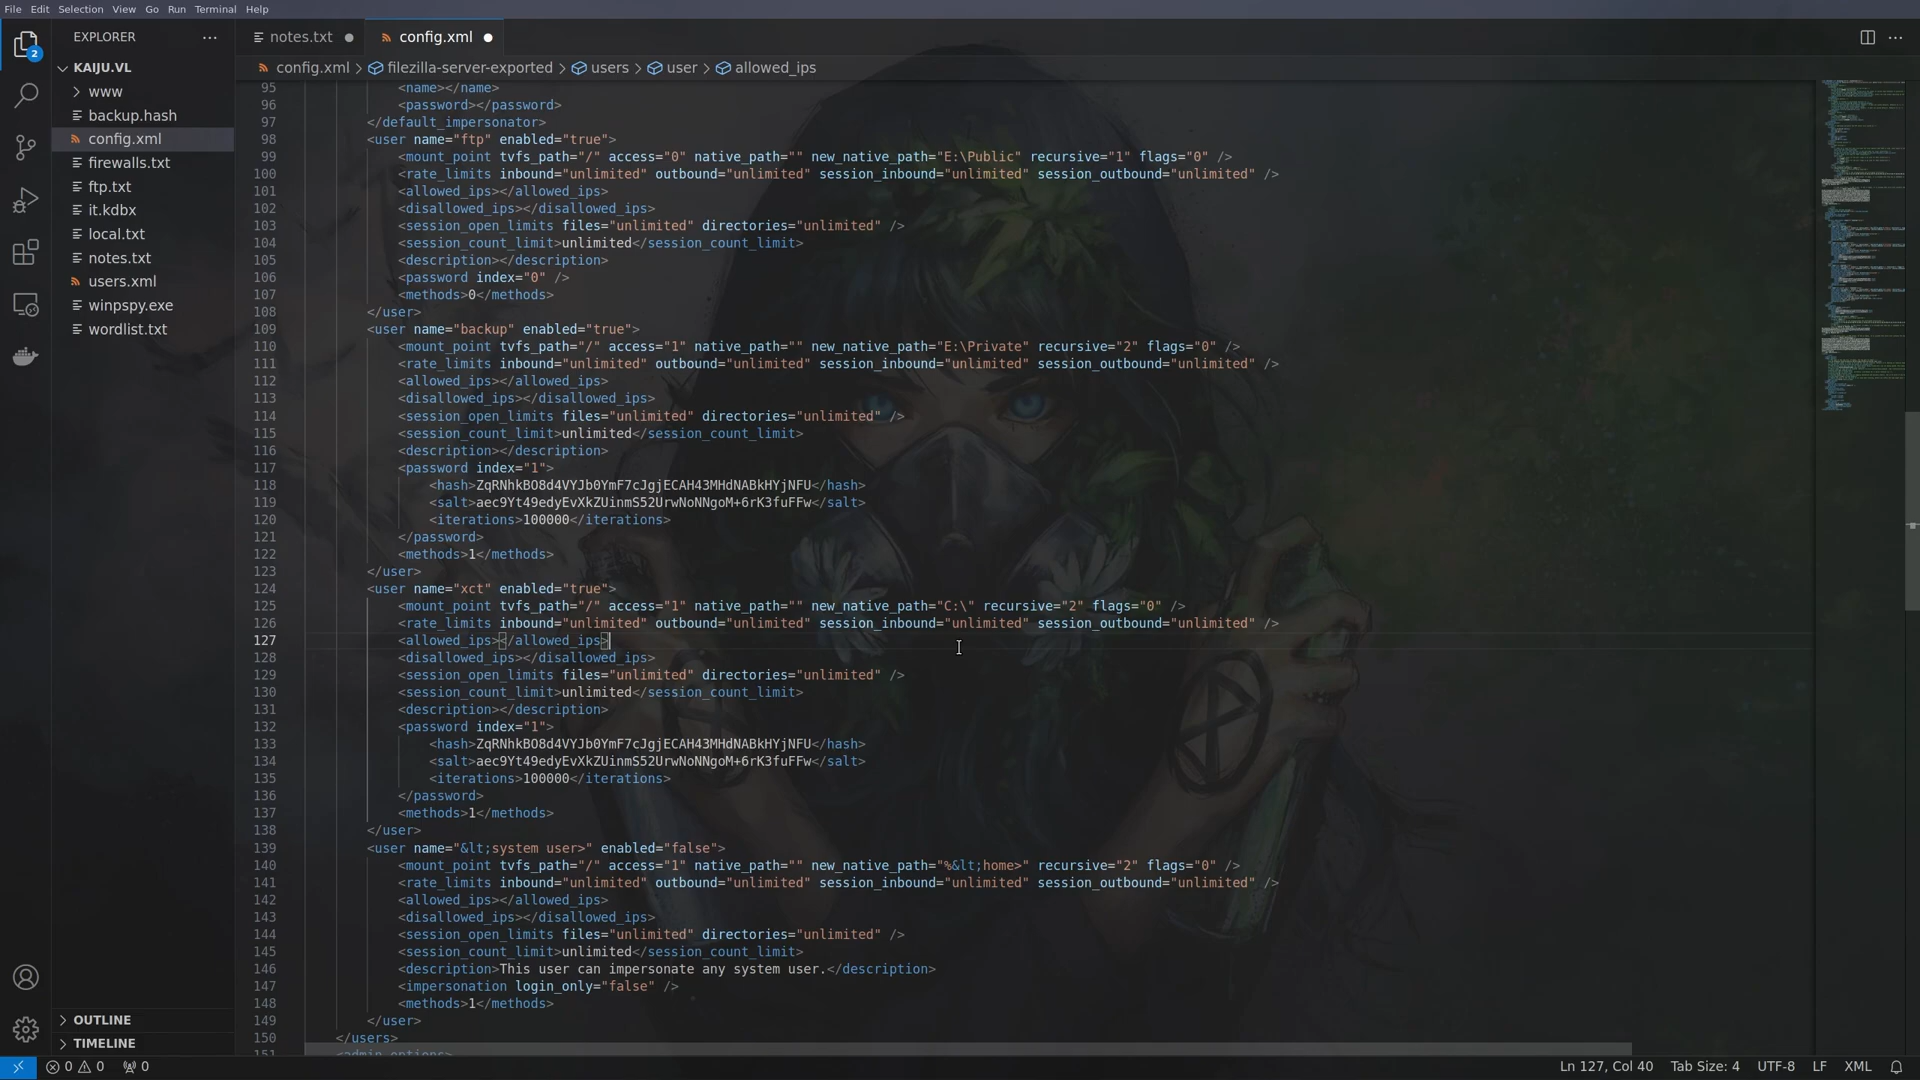 File Edit Selection View Go Run Terminal Help
EXPLORER
notes.txt
config.xml
KAIJU.VL
config.xml > filezilla-server-exported > users > user > allowed_ips
2
www
backup.hash
config.xml
firewalls.txt
ftp.txt
it.kdbx
local.txt
notes.txt
users.xml
winpspy.exe
wordlist.txt
95 <name></name>
96 <password></password>
97 </default_impersonator>
98 <user name="ftp" enabled="true">
99 <mount_point tvfs_path="/" access="0" native_path="" new_native_path="E:\Public" recursive="1" flags="0" />
100 <rate_limits inbound="unlimited" outbound="unlimited" session_inbound="unlimited" session_outbound="unlimited" />
101 <allowed_ips></allowed_ips>
102 <disallowed_ips></disallowed_ips>
103 <session_open_limits files="unlimited" directories="unlimited" />
104 <session_count_limit>unlimited</session_count_limit>
105 <description></description>
106 <password index="0" />
107 <methods>0</methods>
108 </user>
109 <user name="backup" enabled="true">
110 <mount_point tvfs_path="/" access="1" native_path="" new_native_path="E:\Private" recursive="2" flags="0" />
111 <rate_limits inbound="unlimited" outbound="unlimited" session_inbound="unlimited" session_outbound="unlimited" />
112 <allowed_ips></allowed_ips>
113 <disallowed_ips></disallowed_ips>
114 <session_open_limits files="unlimited" directories="unlimited" />
115 <session_count_limit>unlimited</session_count_limit>
116 <description></description>
117 <password index="1">
118 <hash>ZqRNhkBO8d4VYJb0YmF7cJgjECAH43MHdNABkHYjNFU</hash>
119 <salt>aec9Yt49edyEvXkZUinmS52UrwNoNNgoM+6rK3fuFFw</salt>
120 <iterations>100000</iterations>
121 </password>
122 <methods>1</methods>
123 </user>
124 <user name="xct" enabled="true">
125 <mount_point tvfs_path="/" access="1" native_path="" new_native_path="C:\" recursive="2" flags="0" />
126 <rate_limits inbound="unlimited" outbound="unlimited" session_inbound="unlimited" session_outbound="unlimited" />
127 <allowed_ips></allowed_ips>
128 <disallowed_ips></disallowed_ips>
129 <session_open_limits files="unlimited" directories="unlimited" />
130 <session_count_limit>unlimited</session_count_limit>
131 <description></description>
132 <password index="1">
133 <hash>ZqRNhkBO8d4VYJb0YmF7cJgjECAH43MHdNABkHYjNFU</hash>
134 <salt>aec9Yt49edyEvXkZUinmS52UrwNoNNgoM+6rK3fuFFw</salt>
135 <iterations>100000</iterations>
136 </password>
137 <methods>1</methods>
138 </user>
139 <user name="&lt;system user>" enabled="false">
140 <mount_point tvfs_path="/" access="1" native_path="" new_native_path="%&lt;home>" recursive="2" flags="0" />
141 <rate_limits inbound="unlimited" outbound="unlimited" session_inbound="unlimited" session_outbound="unlimited" />
142 <allowed_ips></allowed_ips>
143 <disallowed_ips></disallowed_ips>
144 <session_open_limits files="unlimited" directories="unlimited" />
145 <session_count_limit>unlimited</session_count_limit>
146 <description>This user can impersonate any system user.</description>
147 <impersonation login_only="false" />
148 <methods>1</methods>
149 </user>
150 </users>
151 <admin_options>
OUTLINE
TIMELINE
0 0 0
Ln 127, Col 40 Tab Size: 4 UTF-8 LF XML